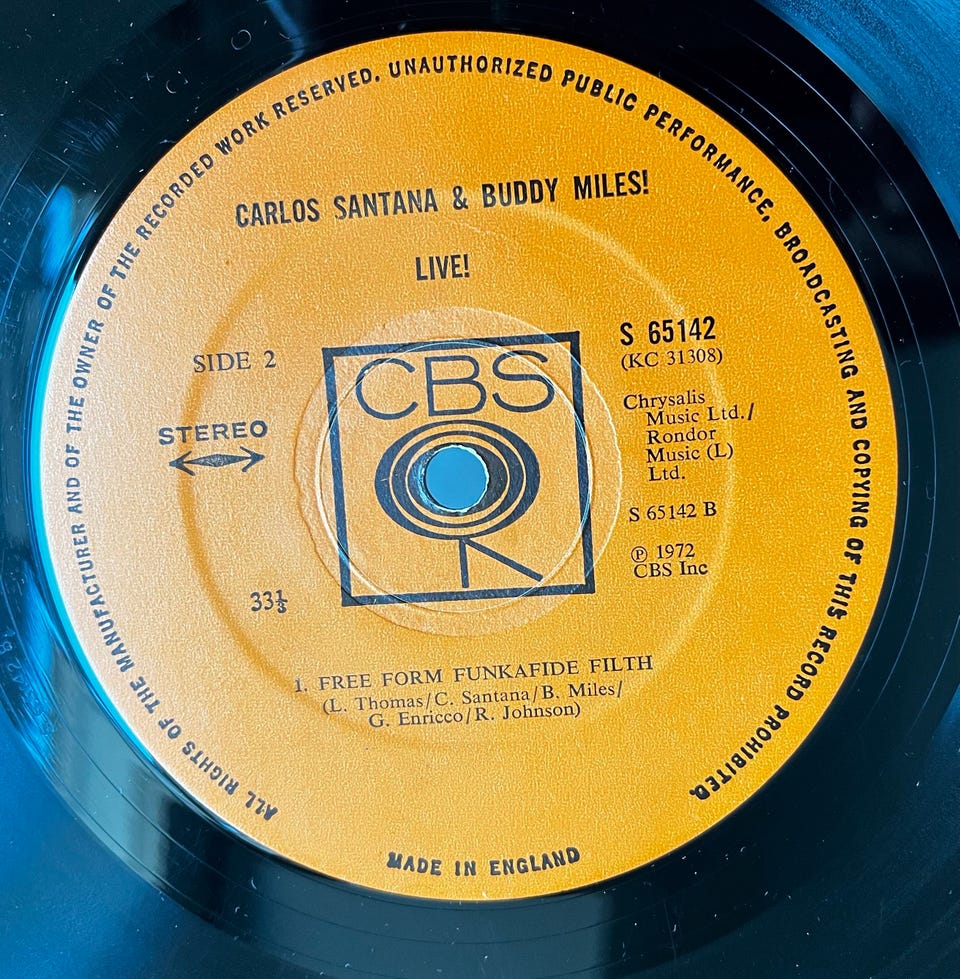 ALL RIGHTS OF THE MANUFACTURER AND OF THE OWNER OF THE RECORDED WORK RESERVED. UNAUTHORIZED PUBLIC PERFORMANCE, BROADCASTING AND COPYING OF THIS RECORD PROHIBITED.
CARLOS SANTANA & BUDDY MILES!
LIVE!
SIDE 2
STEREO
33⅓
CBS
S 65142
(KC 31308)
Chrysalis
Music Ltd./
Rondor
Music (L)
Ltd.
S 65142 B
℗ 1972
CBS Inc
1. FREE FORM FUNKAFIDE FILTH
(L. Thomas/C. Santana/B. Miles/
G. Enricco/R. Johnson)
MADE IN ENGLAND